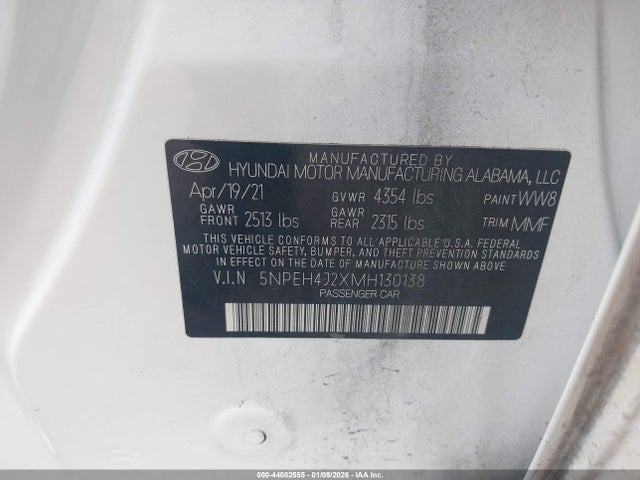 MANUFACTURED BY
HYUNDAI MOTOR MANUFACTURING ALABAMA, LLC
Apr/19/21 GVWR 4354 lbs PAINT WW8
GAWR FRONT 2513 lbs GAWR REAR 2315 lbs TRIM MMF
THIS VEHICLE CONFORMS TO ALL APPLICABLE U.S.A. FEDERAL
MOTOR VEHICLE SAFETY, BUMPER, AND THEFT PREVENTION
STANDARDS IN EFFECT ON THE DATE OF MANUFACTURE SHOWN ABOVE.
V.I.N 5NPEH4J2XMH130138
PASSENGER CAR
000-44082555 - 01/09/2026 - © IAA Inc.